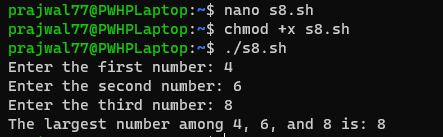 prajwal77@PWHPLaptop:~$ nano s8.sh
prajwal77@PWHPLaptop:~$ chmod +x s8.sh
prajwal77@PWHPLaptop:~$ ./s8.sh
Enter the first number: 4
Enter the second number: 6
Enter the third number: 8
The largest number among 4, 6, and 8 is: 8